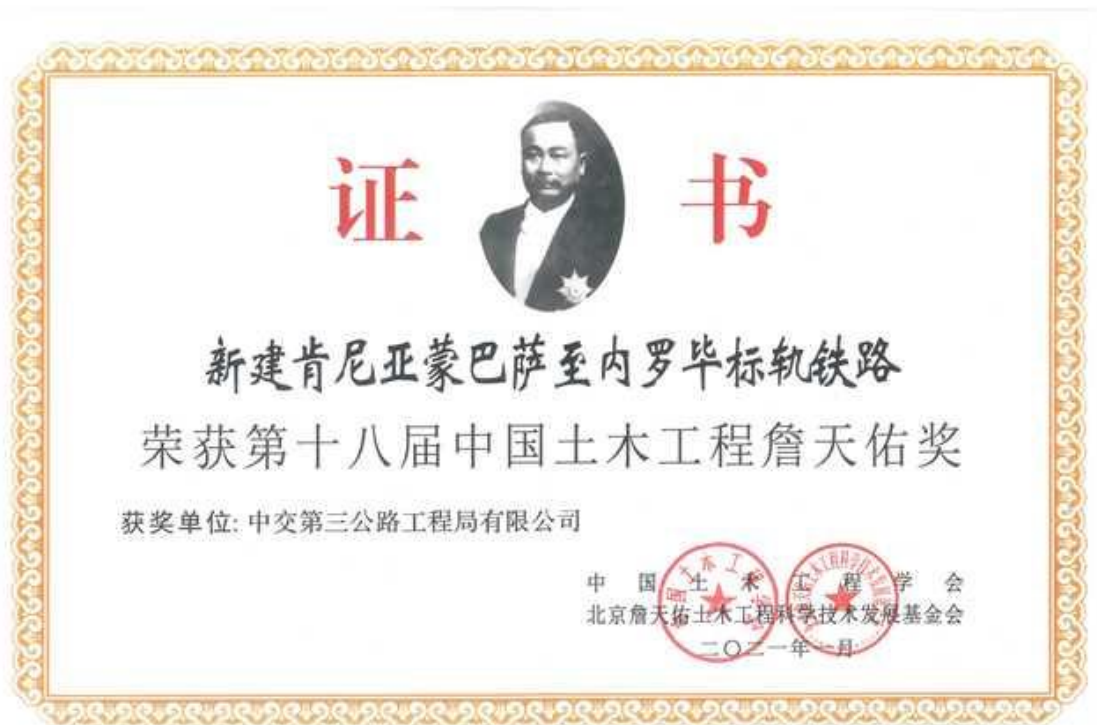 证书
新建肯尼亚蒙巴萨至内罗毕标轨铁路
荣获第十八届中国土木工程詹天佑奖
获奖单位: 中交第三公路工程局有限公司
中国土木工程学会
北京詹天佑土木工程科学技术发展基金会
二〇二一年一月